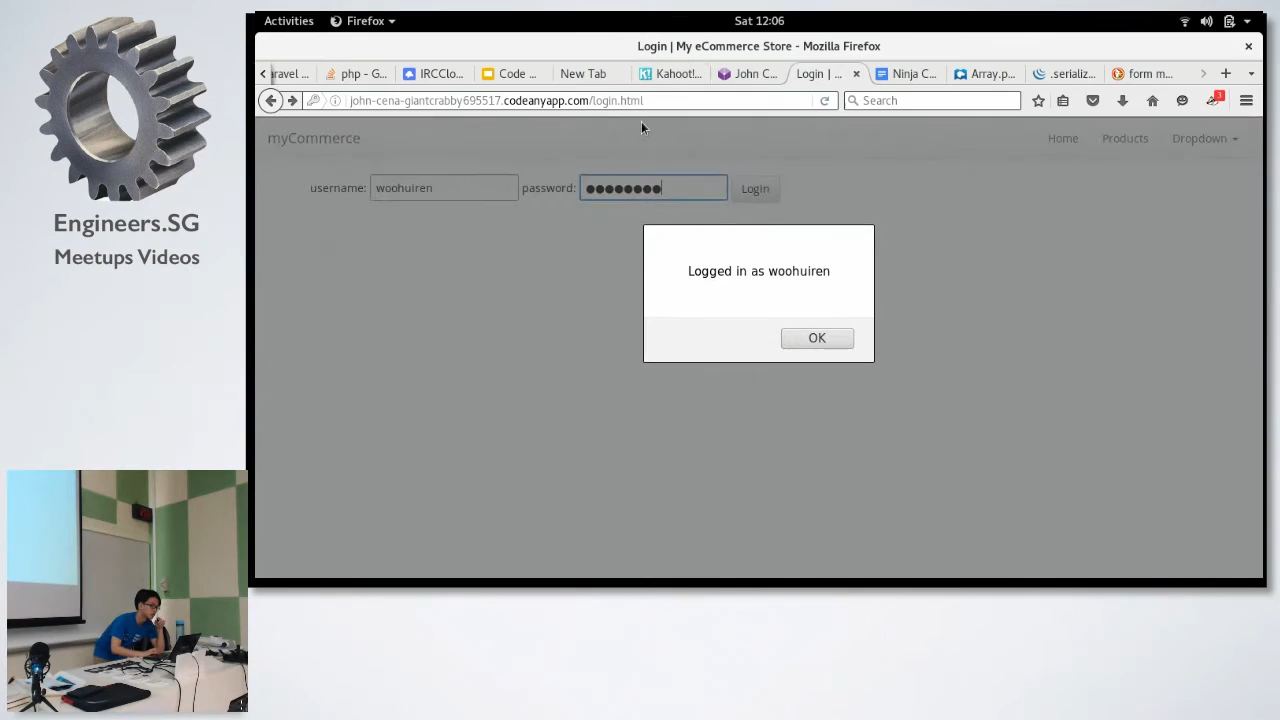 Engineers.SG
Meetups Videos
Activities Firefox Sat 12:06
Login | My eCommerce Store - Mozilla Firefox
aravel ... php - G... IRCClo... Code ... New Tab Kahoot!... John C... Login | ... Ninja C... Array.p... .serializ... form m...
john-cena-giantcrabby695517.codeanyapp.com/login.html Search 3
myCommerce Home Products Dropdown
username: woohuiren password: ●●●●●●●● Login
Logged in as woohuiren
OK